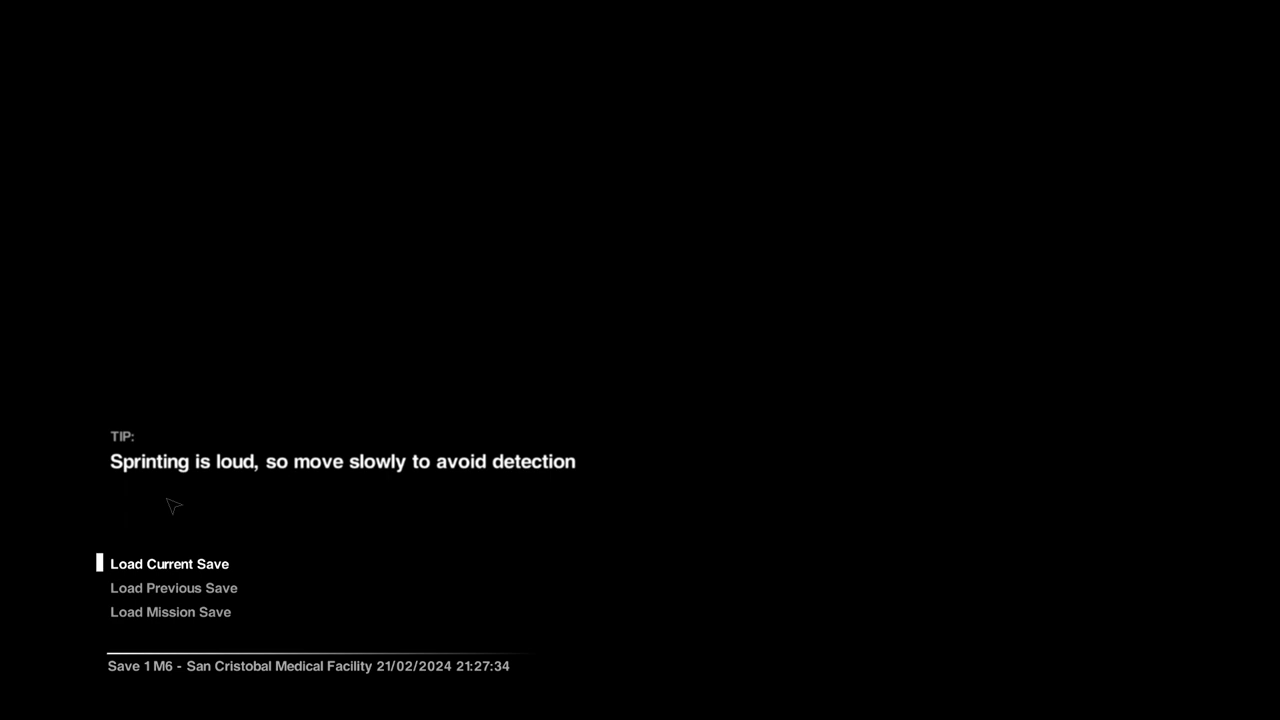 TIP:
Sprinting is loud, so move slowly to avoid detection
Load Current Save
Load Previous Save
Load Mission Save
Save 1 M6 - San Cristobal Medical Facility 21/02/2024 21:27:34